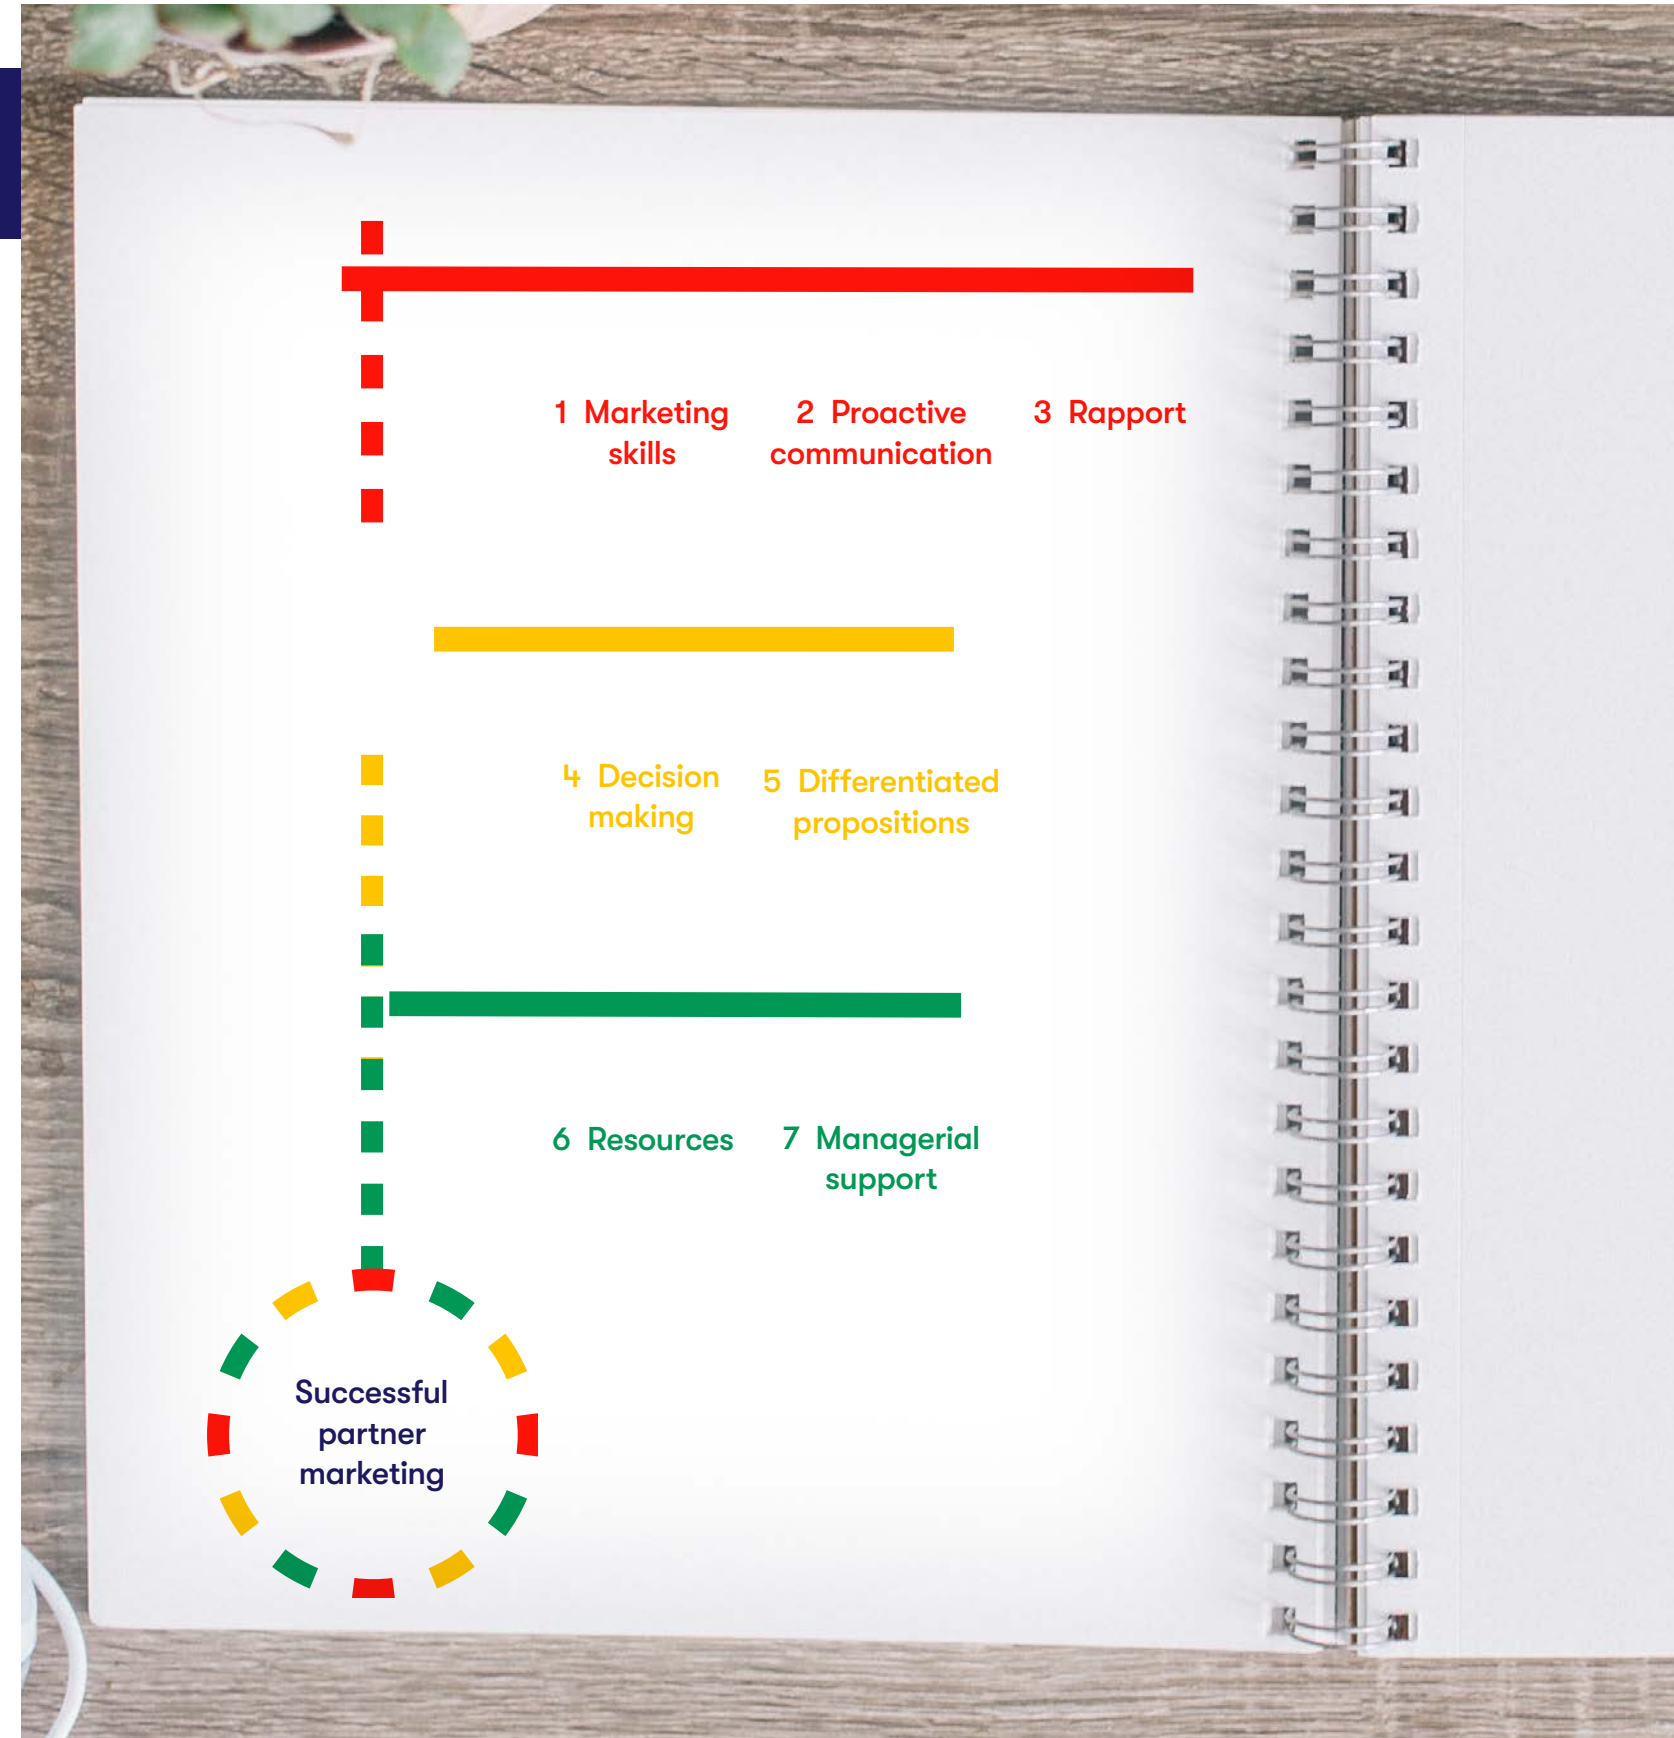 1 Marketing
skills
2 Proactive
communication
3 Rapport
4 Decision
making
5 Differentiated
propositions
6 Resources
7 Managerial
support
Successful
partner
marketing